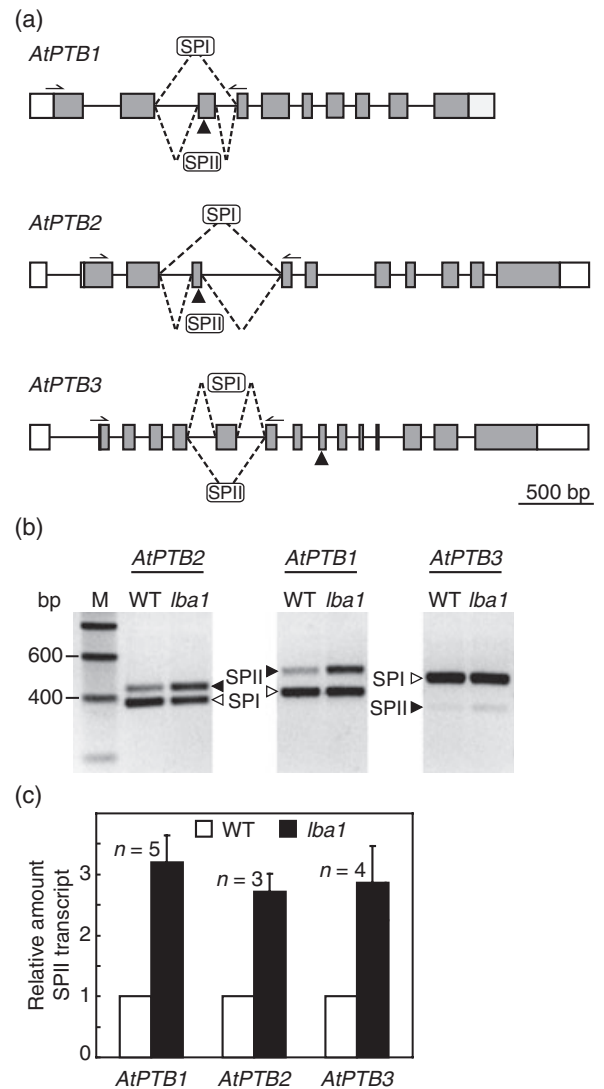 (a)
AtPTB1
SPI
SPII
AtPTB2
SPI
SPII
AtPTB3
SPI
SPII
500 bp
(b)
AtPTB2 AtPTB1 AtPTB3
bp M WT lba1 WT lba1 WT lba1
600
400
SPII
SPI
SPI
SPII
(c)
WT lba1
n = 5
n = 3
n = 4
Relative amount
SPII transcript
3
2
1
0
AtPTB1 AtPTB2 AtPTB3